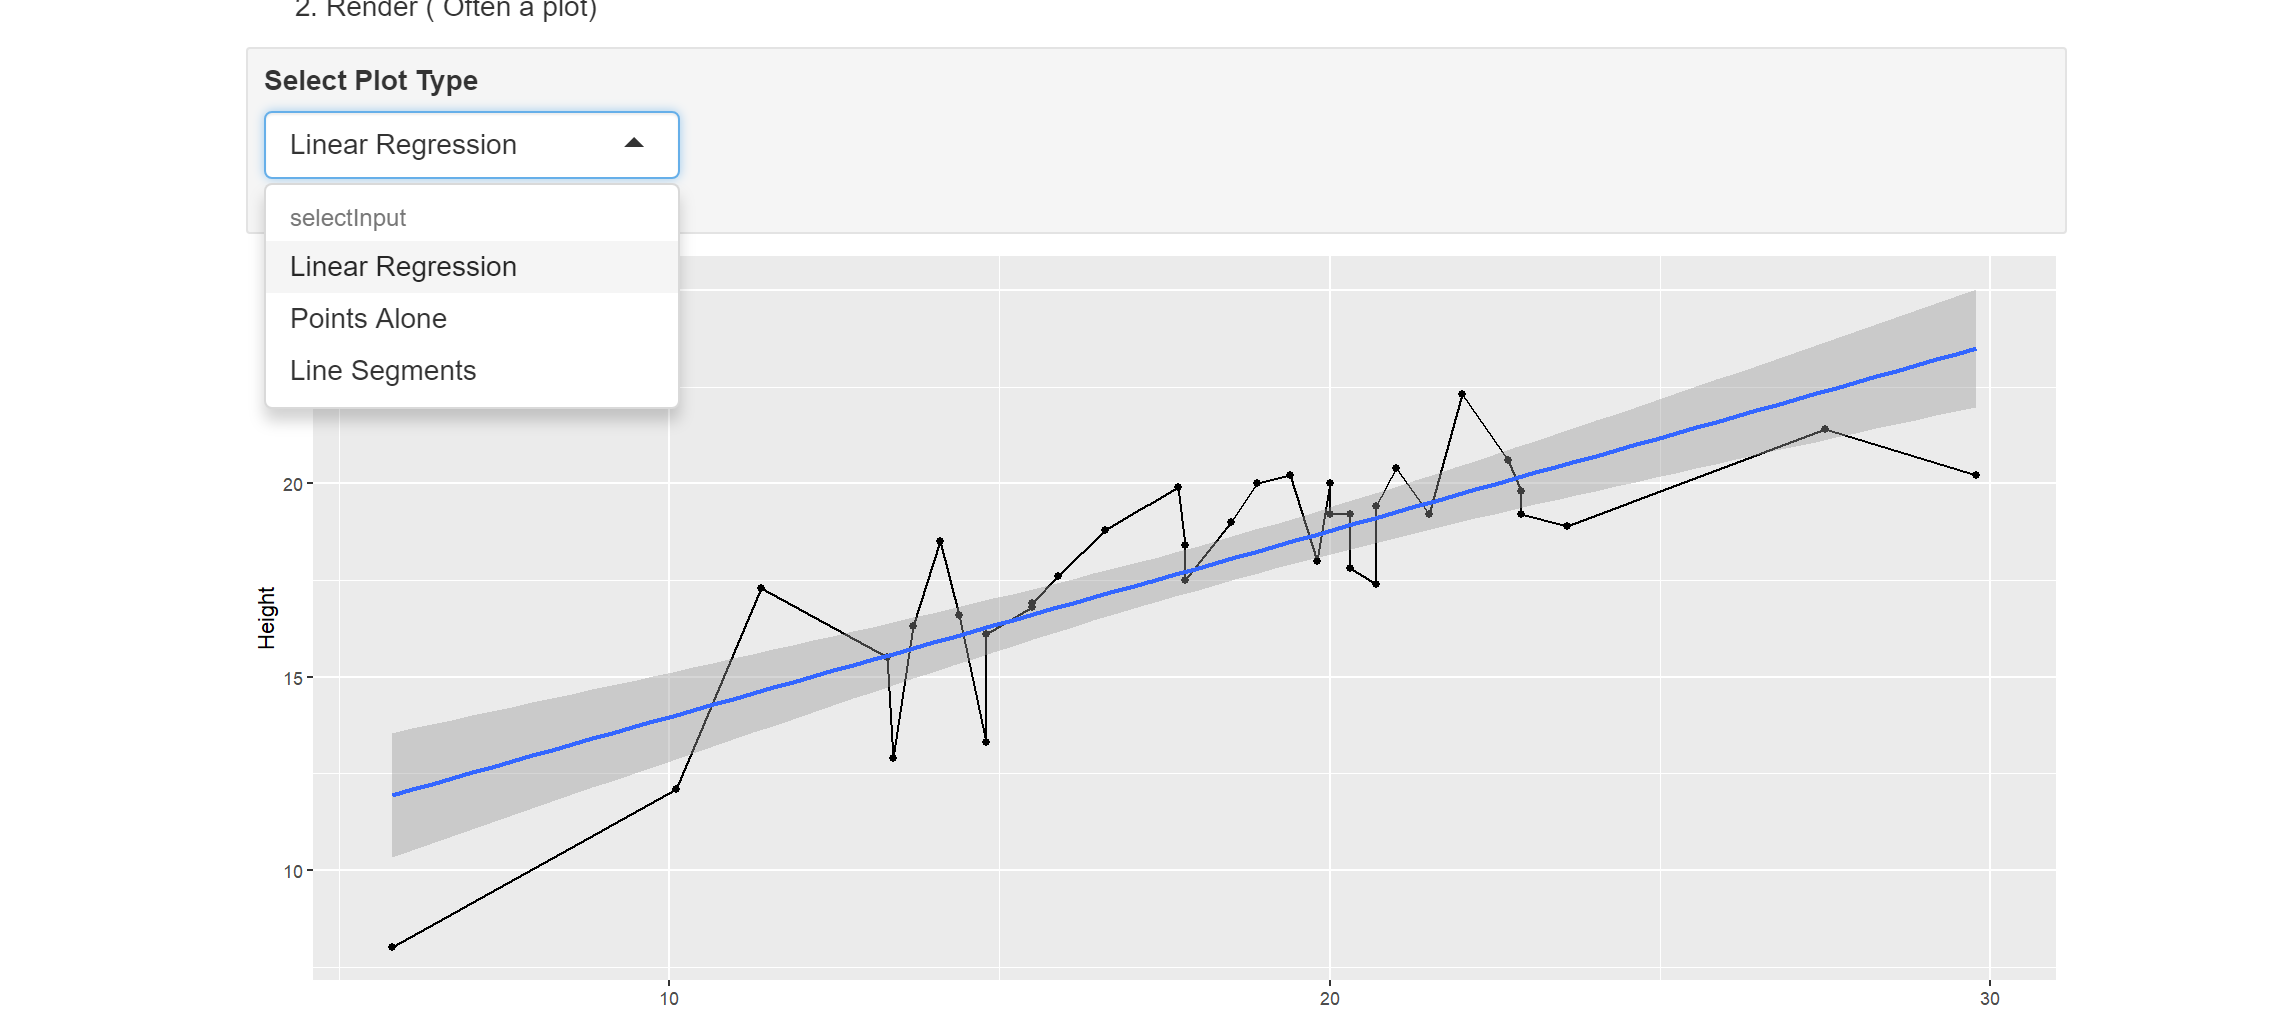 2. Render ( Often a plot)
Select Plot Type
Linear Regression
selectInput
Linear Regression
Points Alone
Line Segments
20
15
10
Height
10
20
30